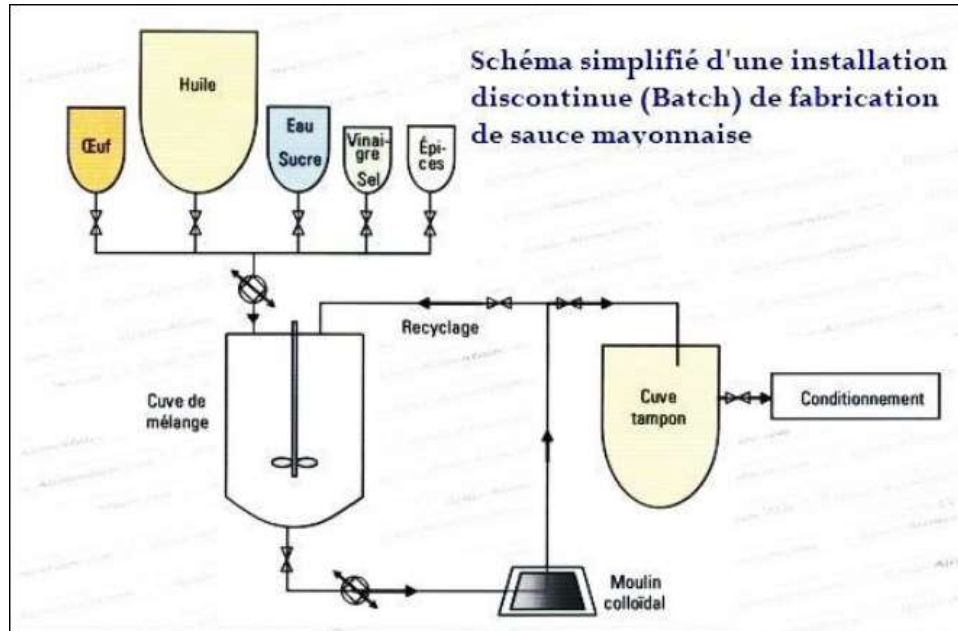 Schéma simplifié d'une installation
discontinue (Batch) de fabrication
de sauce mayonnaise
Huile
Œuf
Eau
Sucre
Vinai-
gre
Sel
Épi-
ces
Recyclage
Cuve de
mélange
Cuve
tampon
Conditionnement
Moulin
colloïdal